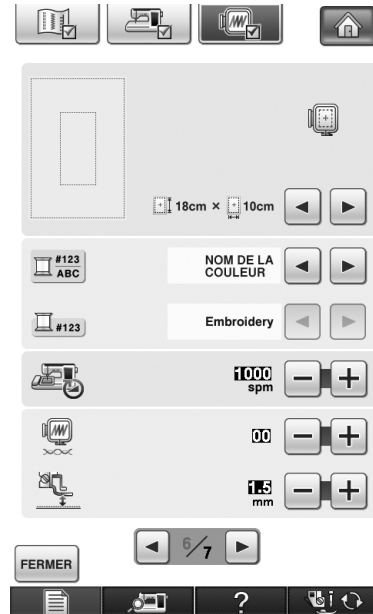 18cm × 10cm
#123
ABC
NOM DE LA
COULEUR
#123
Embroidery
1000
spm
00
1.5
mm
6/7
FERMER
?